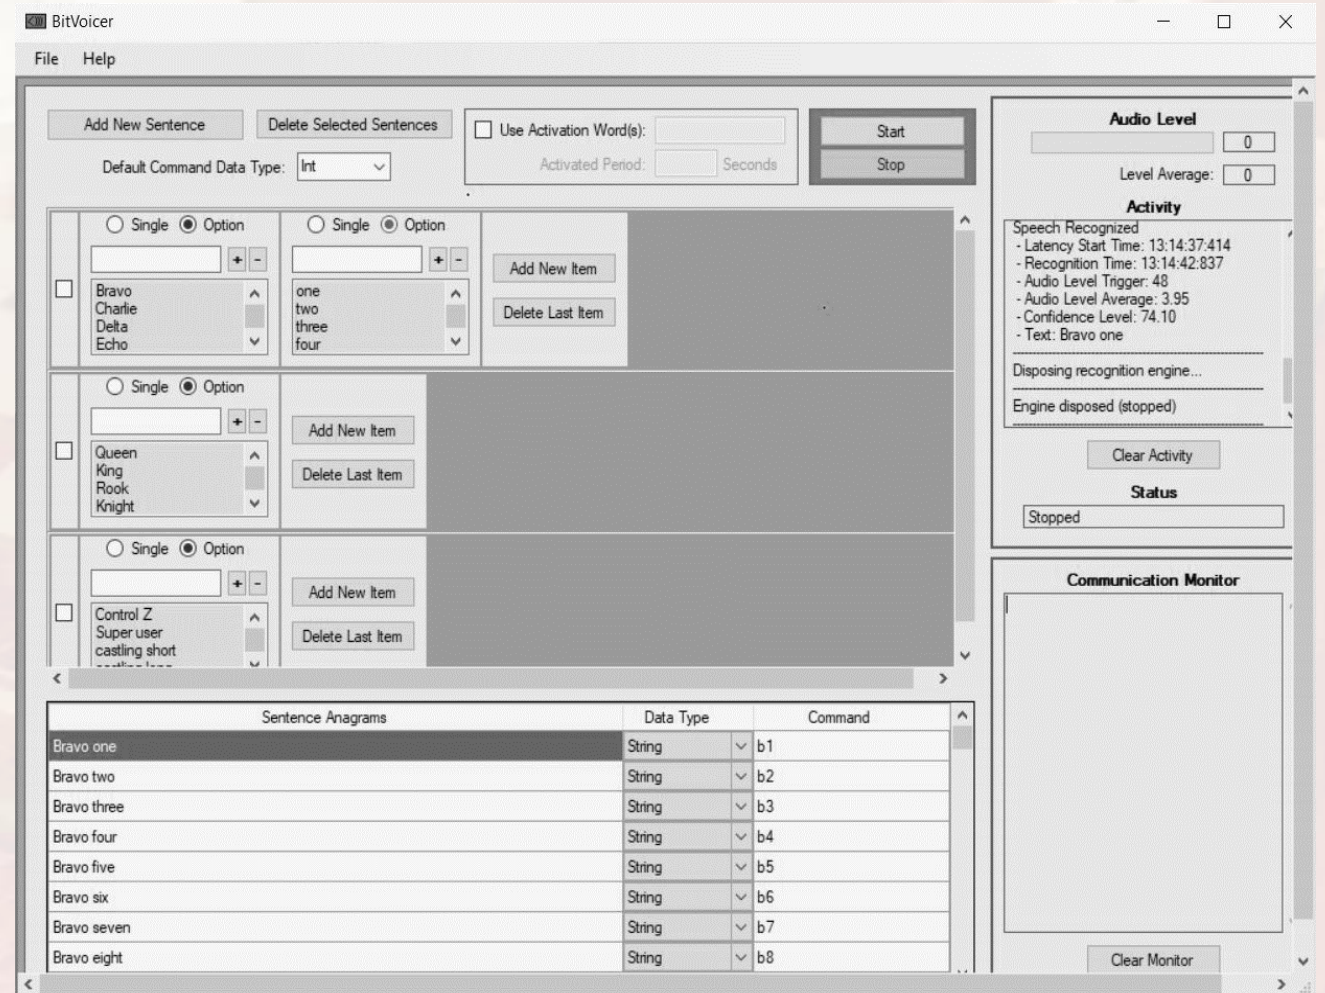 BitVoicer
File Help
Add New Sentence Delete Selected Sentences
Default Command Data Type: Int
Use Activation Word(s):
Activated Period: Seconds
Start
Stop
Single Option
+ -
Bravo
Charlie
Delta
Echo
Single Option
+ -
one
two
three
four
Add New Item
Delete Last Item
Single Option
+ -
Queen
King
Rook
Knight
Add New Item
Delete Last Item
Single Option
+ -
Control Z
Super user
castling short
Add New Item
Delete Last Item
Sentence Anagrams Data Type Command
Bravo one String b1
Bravo two String b2
Bravo three String b3
Bravo four String b4
Bravo five String b5
Bravo six String b6
Bravo seven String b7
Bravo eight String b8
Audio Level
0
Level Average: 0
Activity
Speech Recognized
- Latency Start Time: 13:14:37:414
- Recognition Time: 13:14:42:837
- Audio Level Trigger: 48
- Audio Level Average: 3.95
- Confidence Level: 74.10
- Text: Bravo one
Disposing recognition engine...
Engine disposed (stopped)
Clear Activity
Status
Stopped
Communication Monitor
Clear Monitor